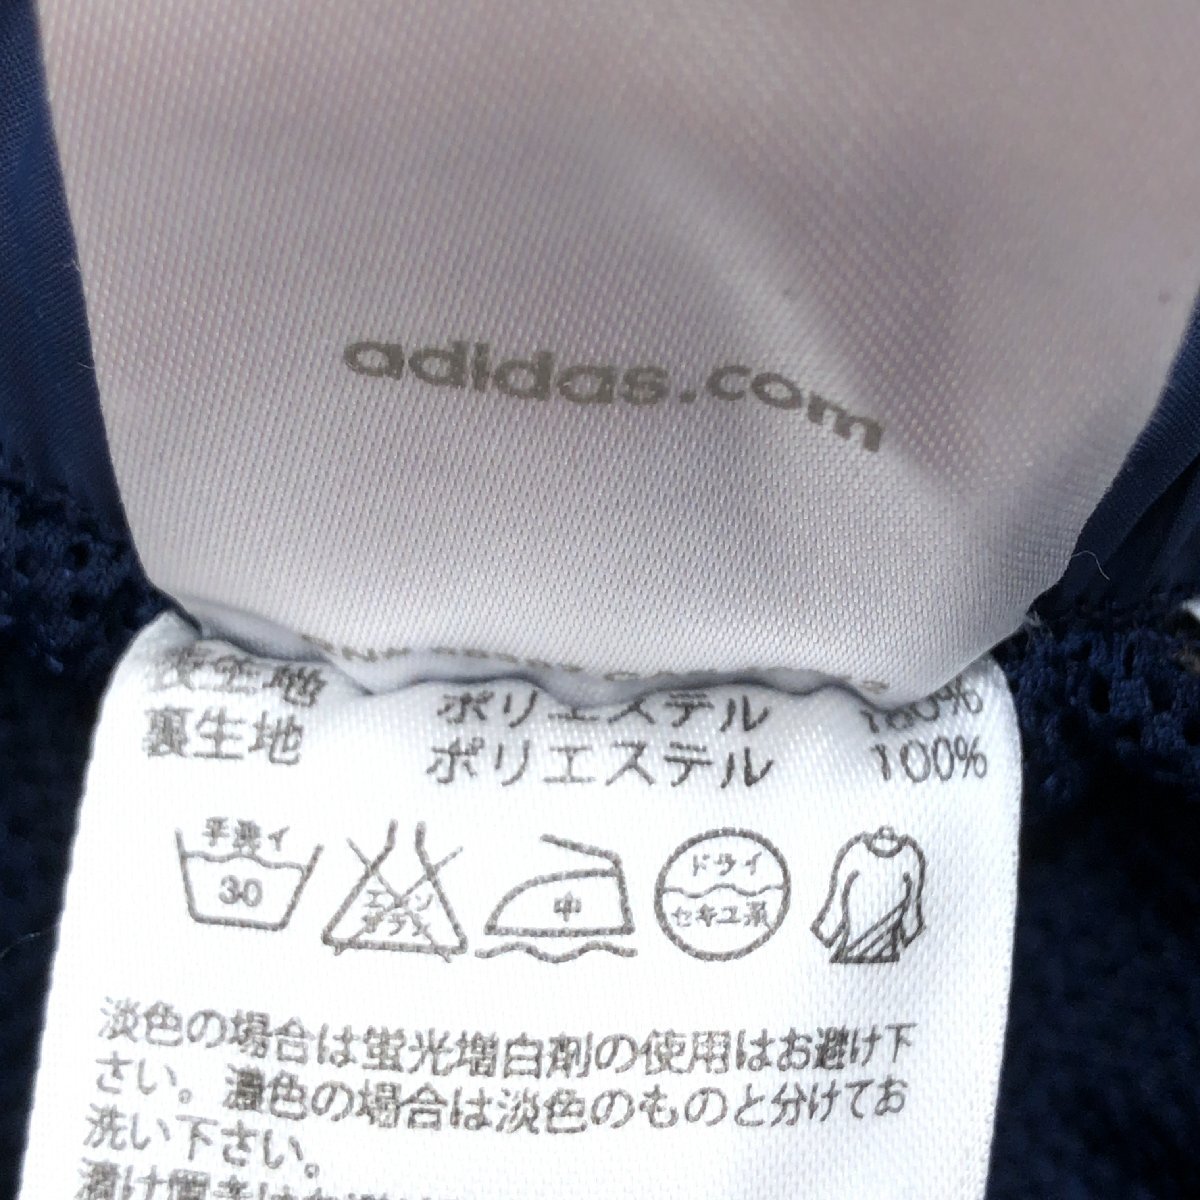 adidas.com
表生地 ポリエステル 100%
裏生地 ポリエステル 100%
手洗イ
30
エンソ
サラシ
中
ドライ
セキユ系
淡色の場合は蛍光増白剤の使用はお避け下
さい。濃色の場合は淡色のものと分けてお
洗い下さい。